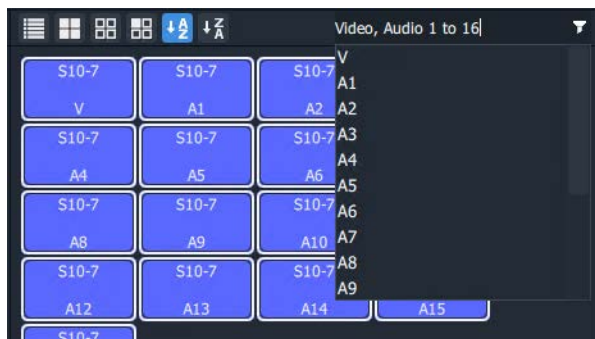 Video, Audio 1 to 16
V
A1
A2
A3
A4
A5
A6
A7
A8
A9
S10-7 S10-7 S10-7
V A1 A2
S10-7 S10-7 S10-7
A4 A5 A6
S10-7 S10-7 S10-7
A8 A9 A10
S10-7 S10-7 S10-7
A12 A13 A14 A15
S10-7